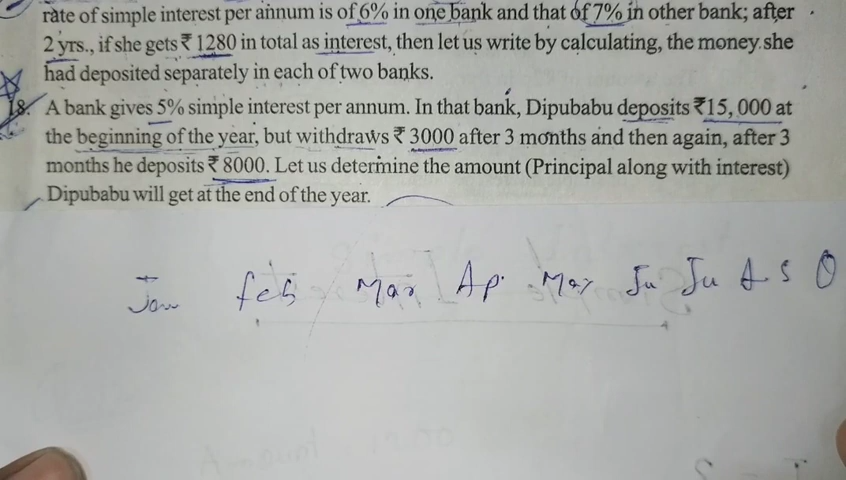 rate of simple interest per annum is of 6% in one bank and that of 7% in other bank; after
2 yrs., if she gets ₹ 1280 in total as interest, then let us write by calculating, the money she
had deposited separately in each of two banks.
18. A bank gives 5% simple interest per annum. In that bank, Dipubabu deposits ₹15,000 at
the beginning of the year, but withdraws ₹ 3000 after 3 months and then again, after 3
months he deposits ₹ 8000. Let us determine the amount (Principal along with interest)
Dipubabu will get at the end of the year.
Jan feb Mar Ap May Ju Ju A S O